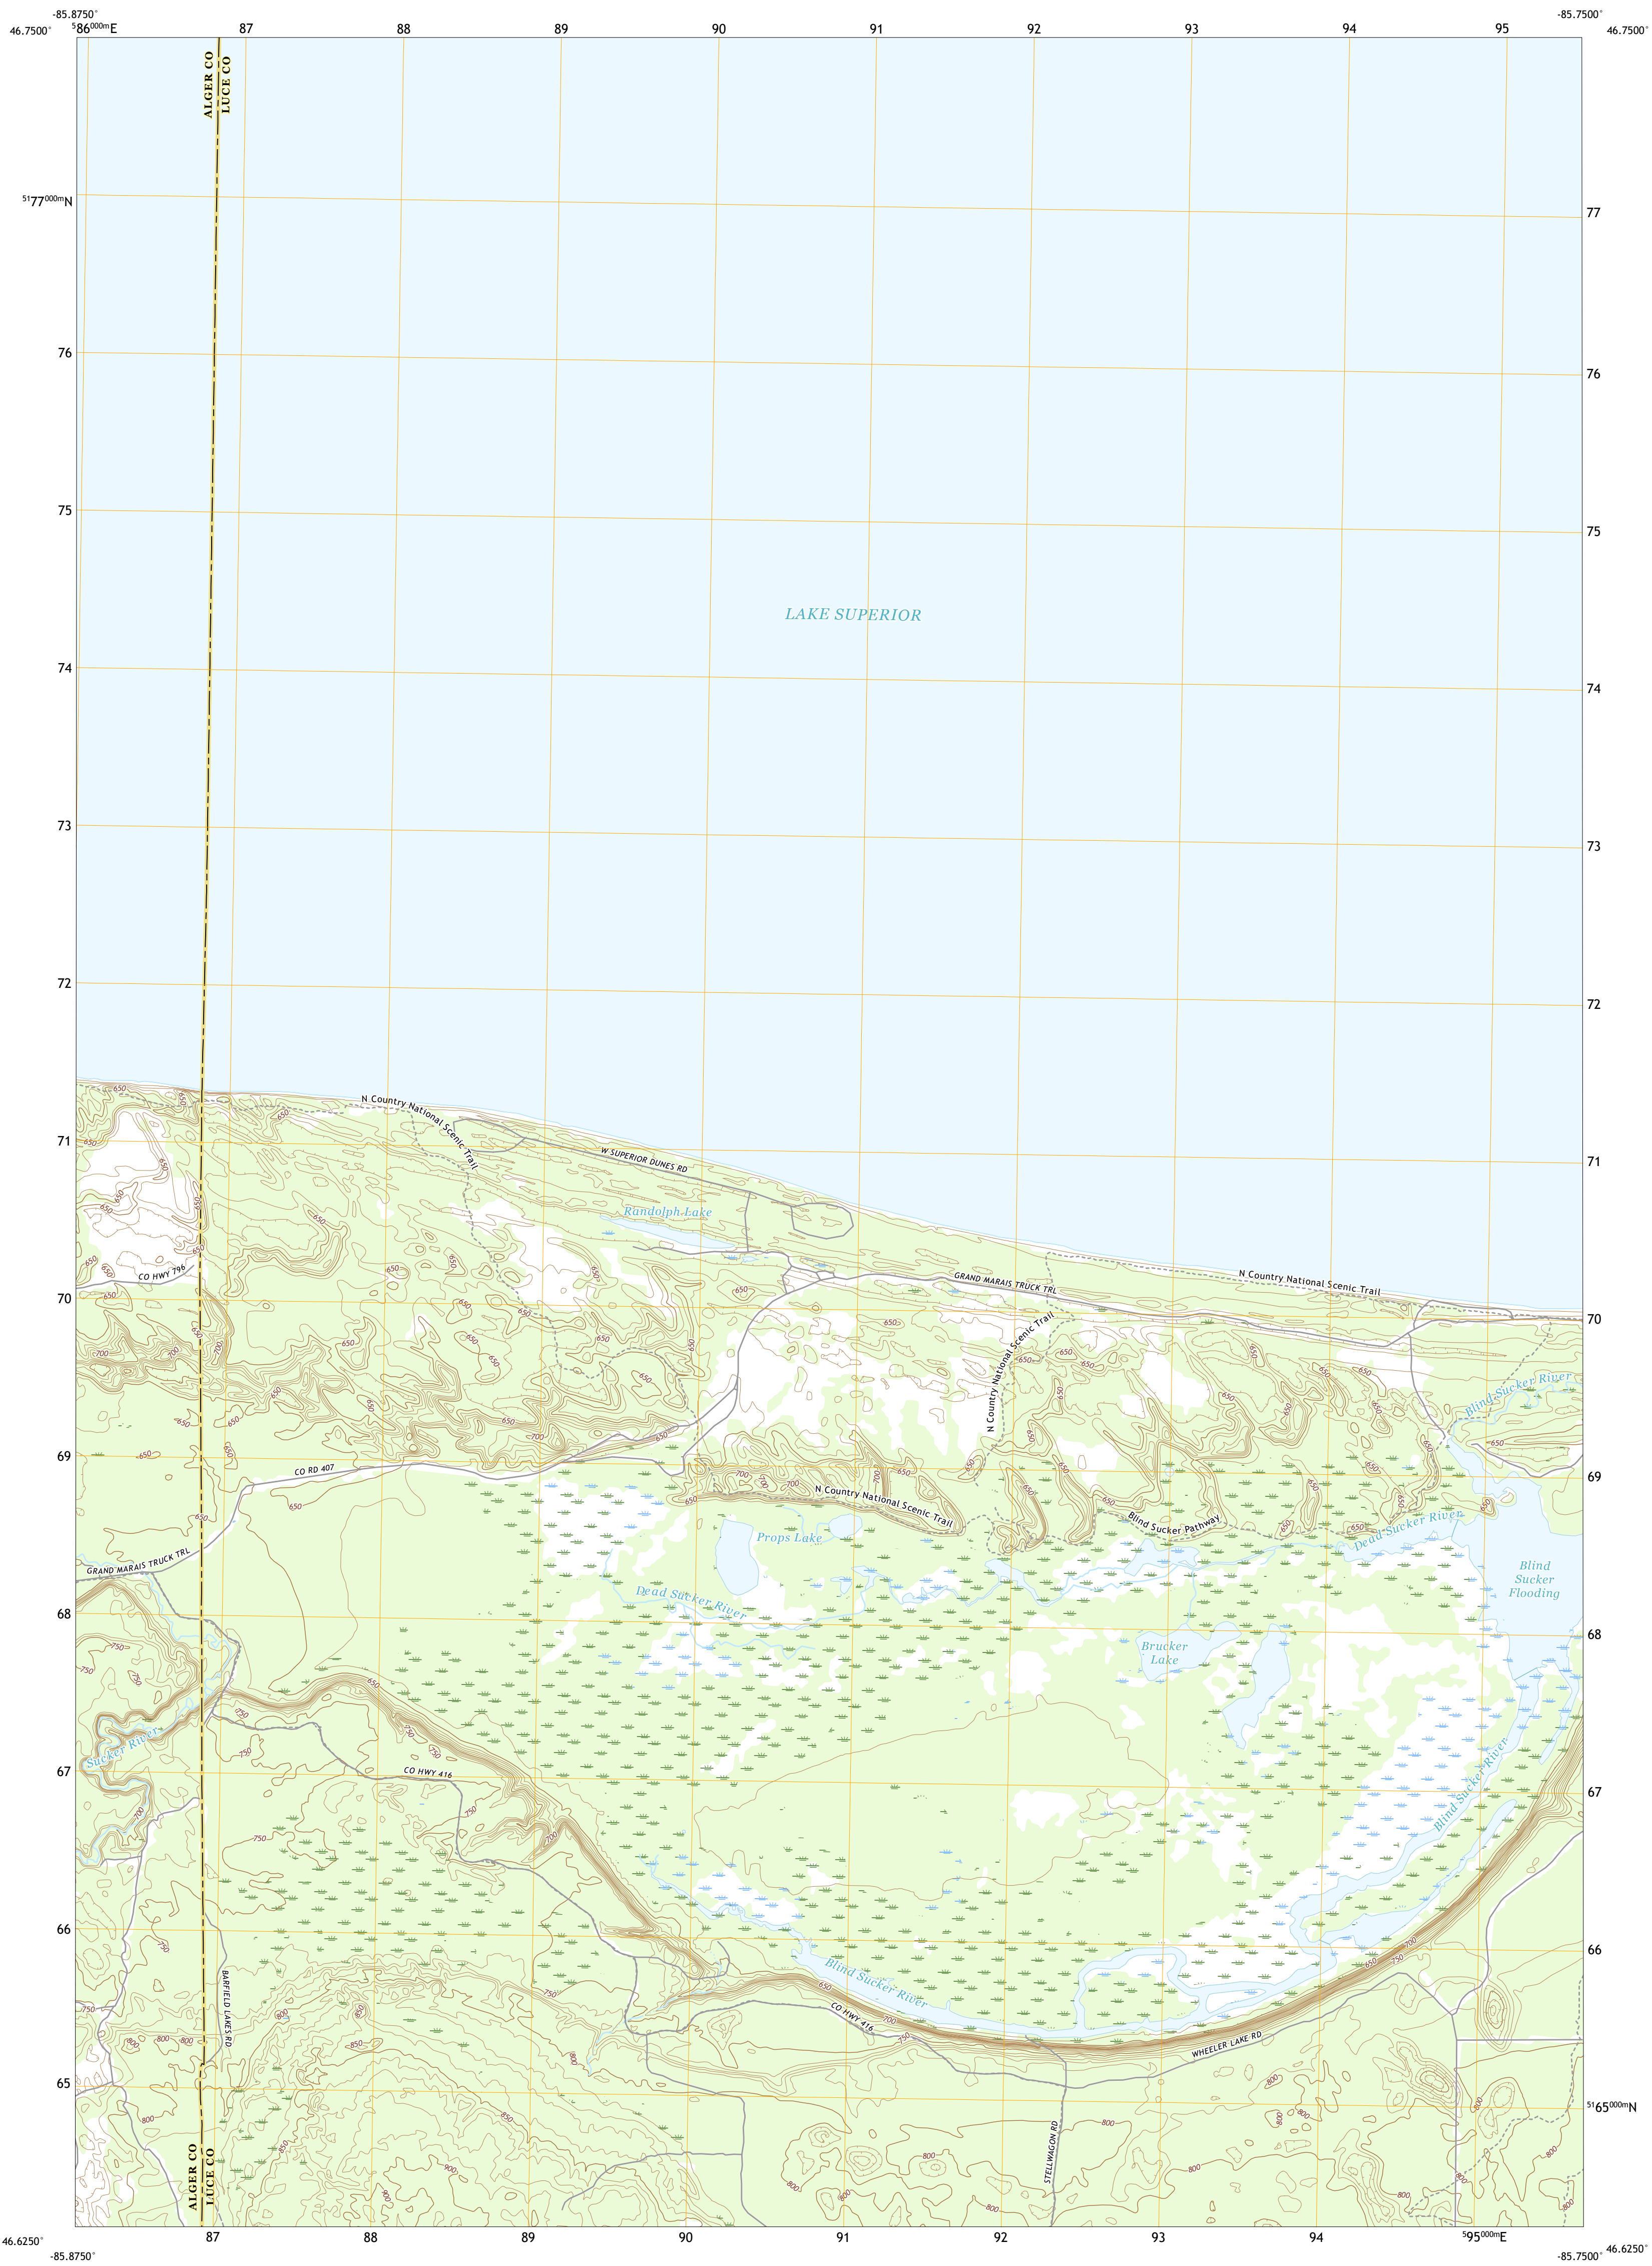 -85.8750°
-85.7500°
46.7500°
586000mE
87
88
89
90
91
92
93
94
95
46.7500°
ALGER CO
LUCE CO
5177000mN
77
76
76
75
75
LAKE SUPERIOR
74
74
73
73
72
72
71
71
N Country National Scenic Trail
W SUPERIOR DUNES RD
Randolph Lake
CO HWY 796
GRAND MARAIS TRUCK TRL
N Country National Scenic Trail
70
70
N Country National Scenic Trail
Blind Sucker River
69
69
CO RD 407
N Country National Scenic Trail
Blind Sucker Pathway
Dead Sucker River
Props Lake
GRAND MARAIS TRUCK TRL
Blind
Sucker
Flooding
Dead Sucker River
68
68
Brucker
Lake
Sucker River
67
67
CO HWY 416
Blind Sucker River
66
66
Blind Sucker River
BARFIELD LAKES RD
CO HWY 416
WHEELER LAKE RD
65
5165000mN
STELLWAGON RD
ALGER CO
LUCE CO
650
700
750
800
850
900
46.6250°
87
88
89
90
91
92
93
94
595000mE
46.6250°
-85.8750°
-85.7500°